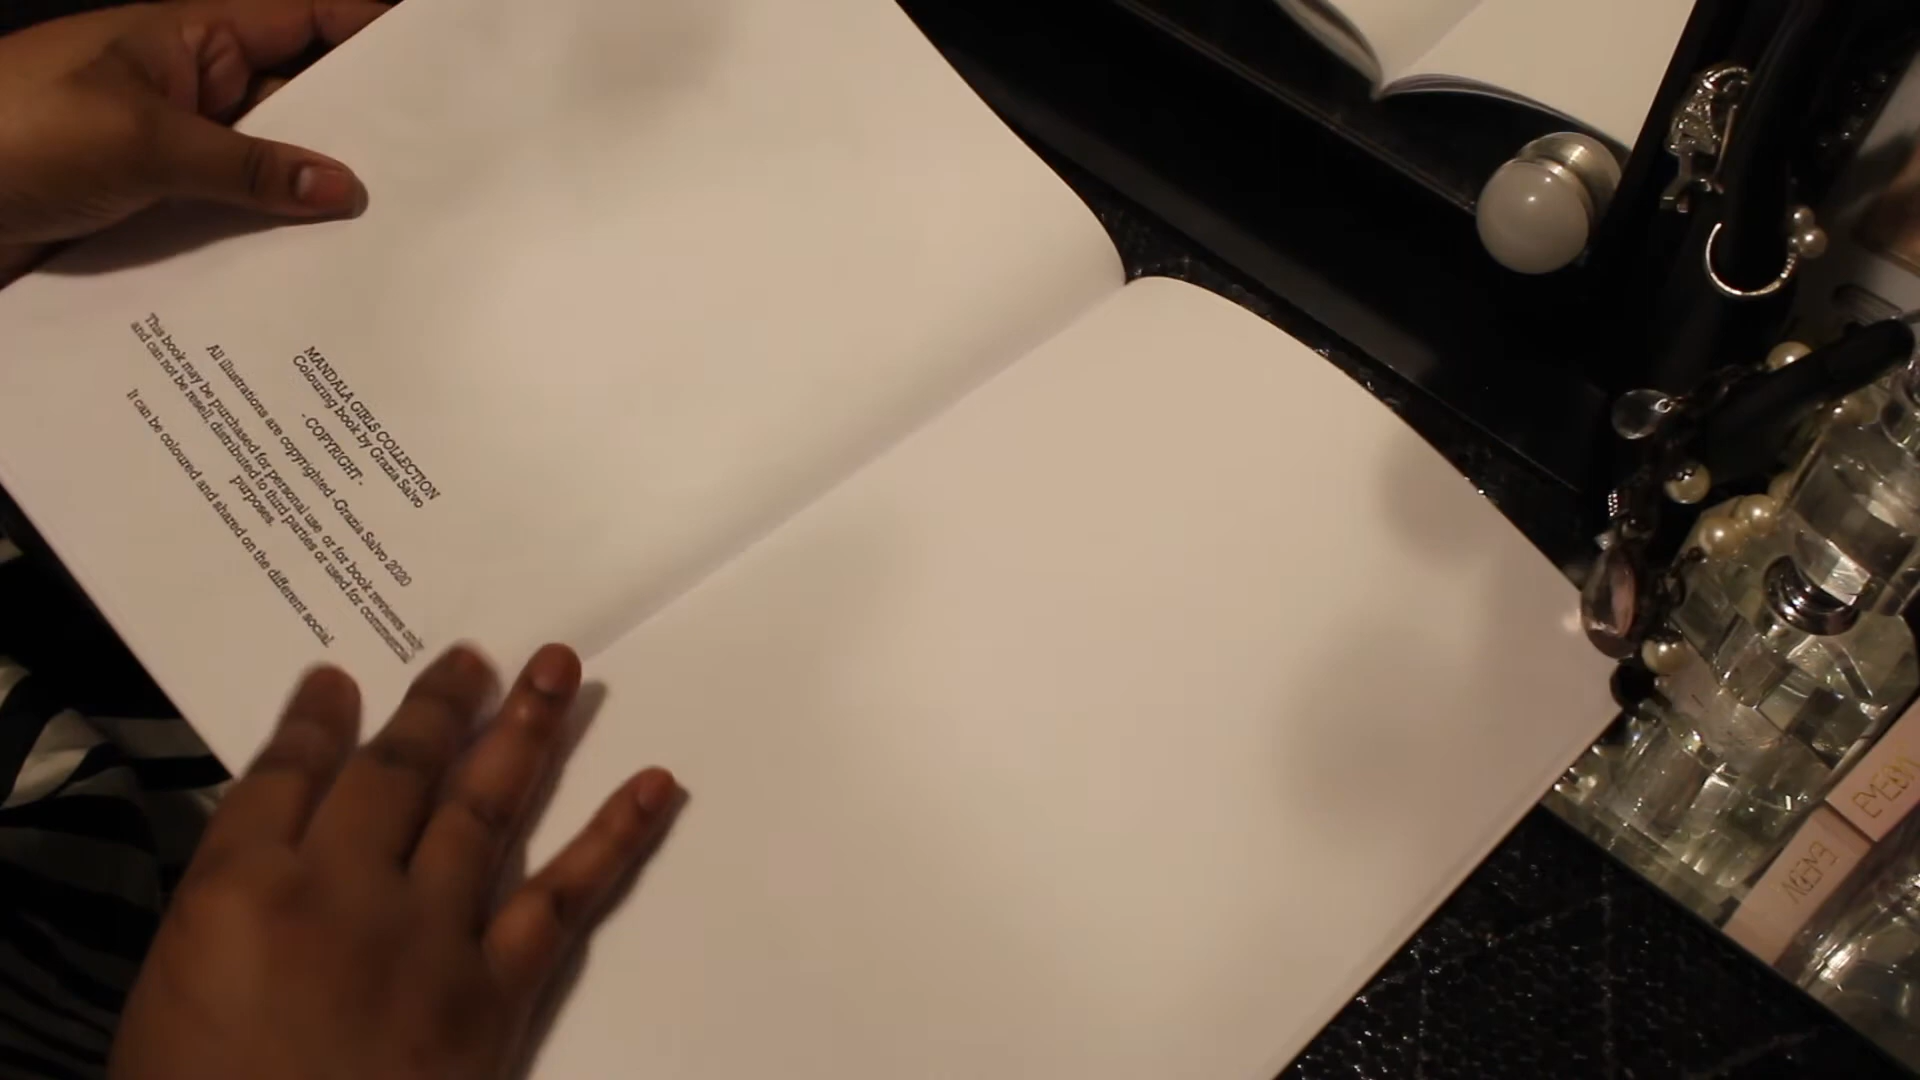 MANDALA GIRLS COLLECTION
Colouring book by Grazia Salvo
- COPYRIGHT -
All illustrations are copyrighted -Grazia Salvo 2020
This book may be purchased for personal use or for book reviews only
and can not be resell, distributed to third parties or used for commercial
purposes.
It can be coloured and shared on the different social.